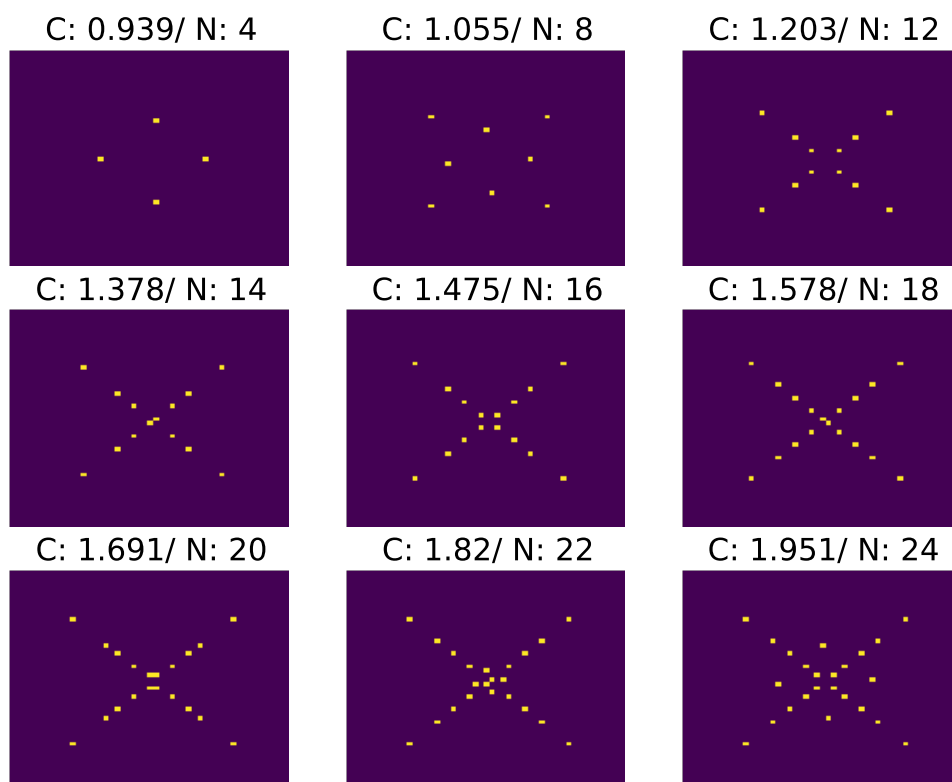 C: 0.939/ N: 4
C: 1.055/ N: 8
C: 1.203/ N: 12
C: 1.378/ N: 14
C: 1.475/ N: 16
C: 1.578/ N: 18
C: 1.691/ N: 20
C: 1.82/ N: 22
C: 1.951/ N: 24